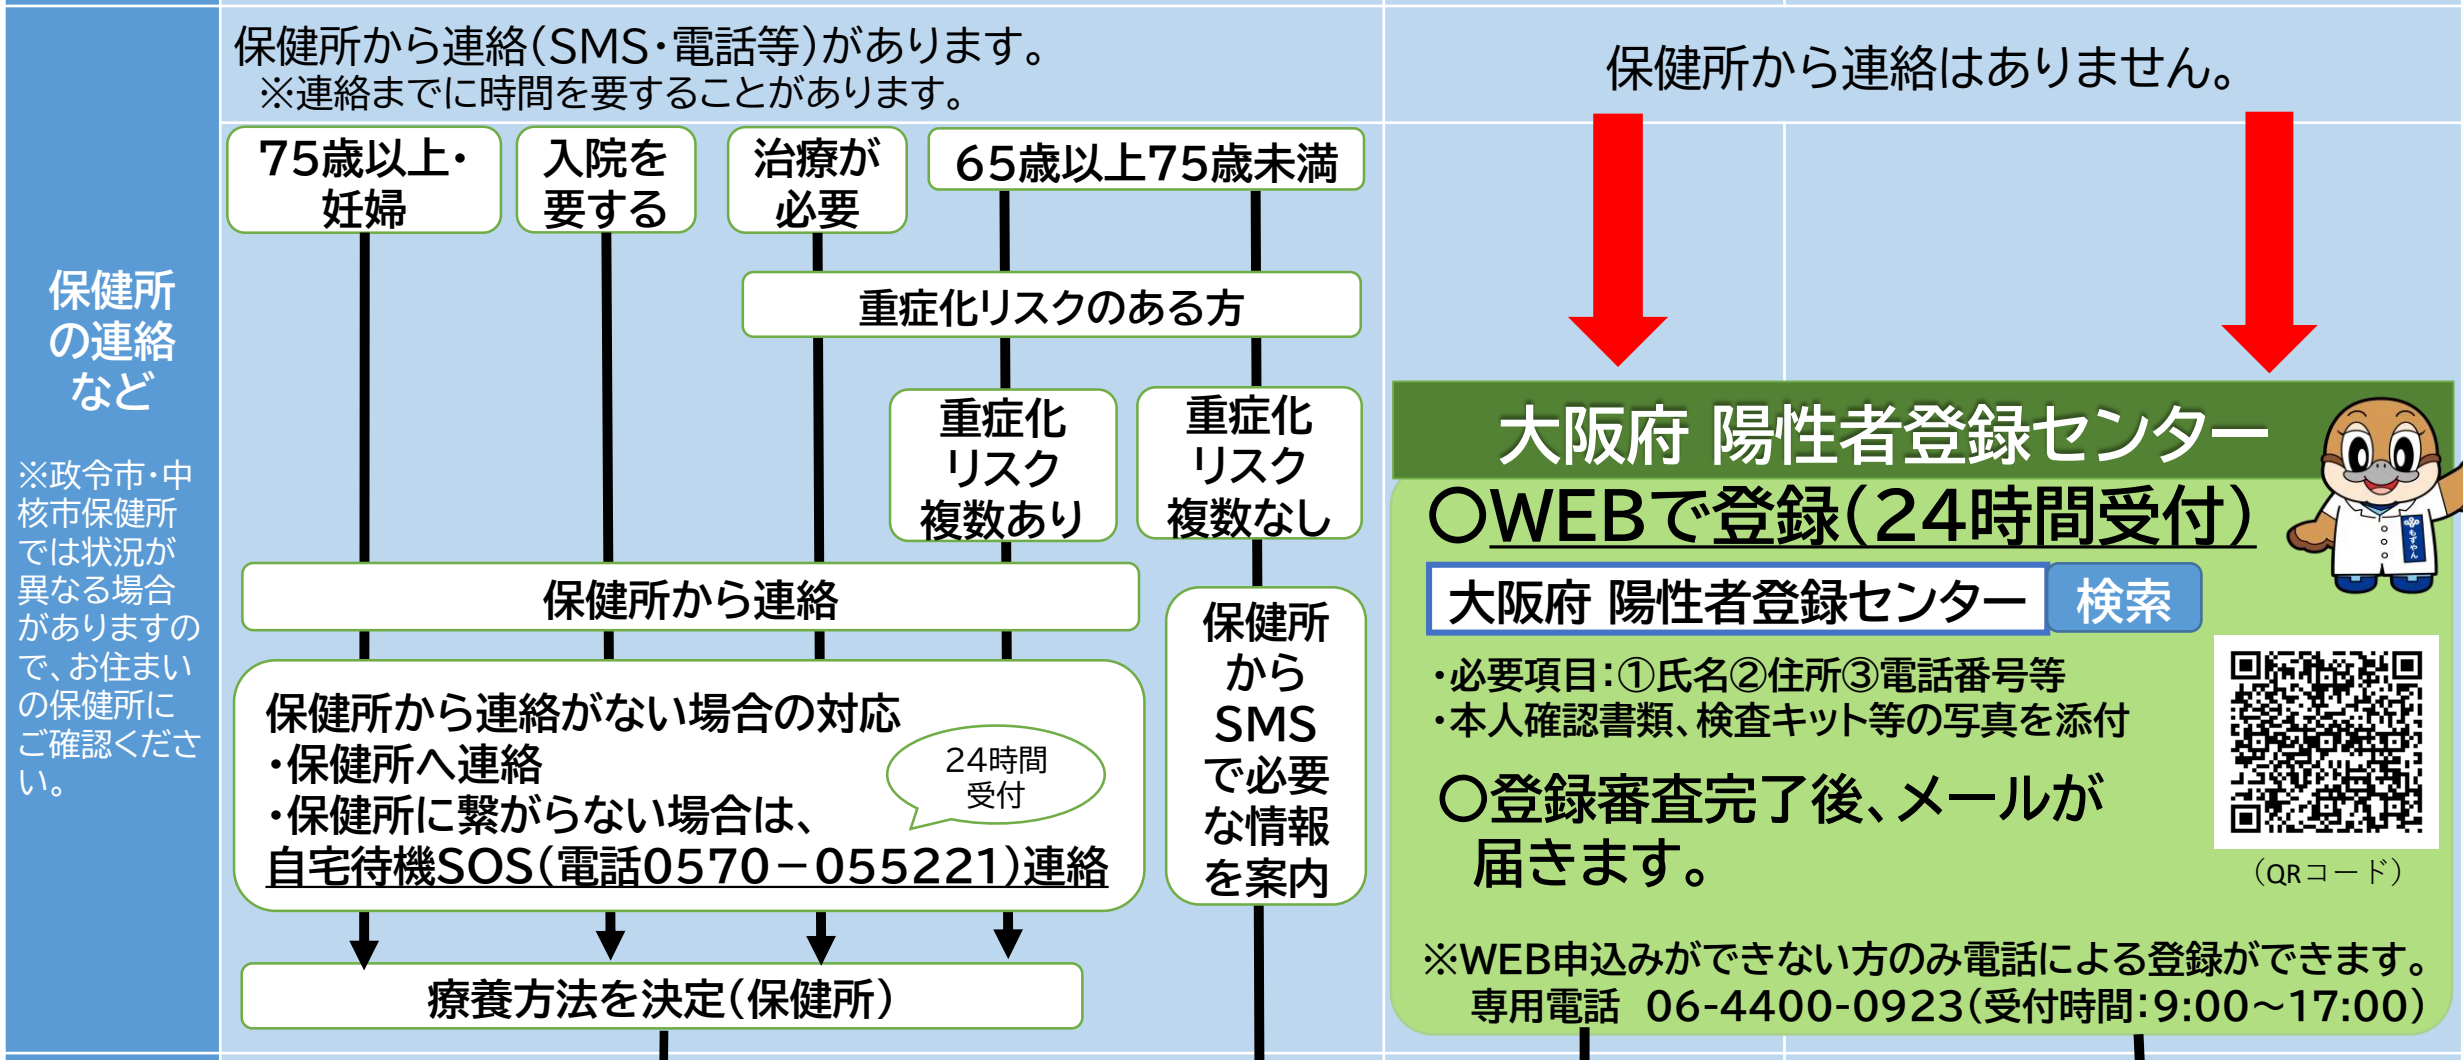 保健所
の連絡
など
※政令市・中
核市保健所
では状況が
異なる場合
がありますの
で、お住まい
の保健所に
ご確認くださ
い。
保健所から連絡(SMS・電話等)があります。
※連絡までに時間を要することがあります。
75歳以上・
妊婦
入院を
要する
治療が
必要
65歳以上75歳未満
重症化リスクのある方
重症化
リスク
複数あり
重症化
リスク
複数なし
保健所から連絡
保健所から連絡がない場合の対応
・保健所へ連絡
・保健所に繋がらない場合は、
自宅待機SOS(電話0570-055221)連絡
24時間
受付
保健所
から
SMS
で必要
な情報
を案内
療養方法を決定(保健所)
保健所から連絡はありません。
大阪府 陽性者登録センター
〇WEBで登録(24時間受付)
大阪府 陽性者登録センター
検索
・必要項目:①氏名②住所③電話番号等
・本人確認書類、検査キット等の写真を添付
〇登録審査完了後、メールが
届きます。
もずやん
(QRコード)
※WEB申込みができない方のみ電話による登録ができます。
専用電話 06-4400-0923(受付時間:9:00~17:00)